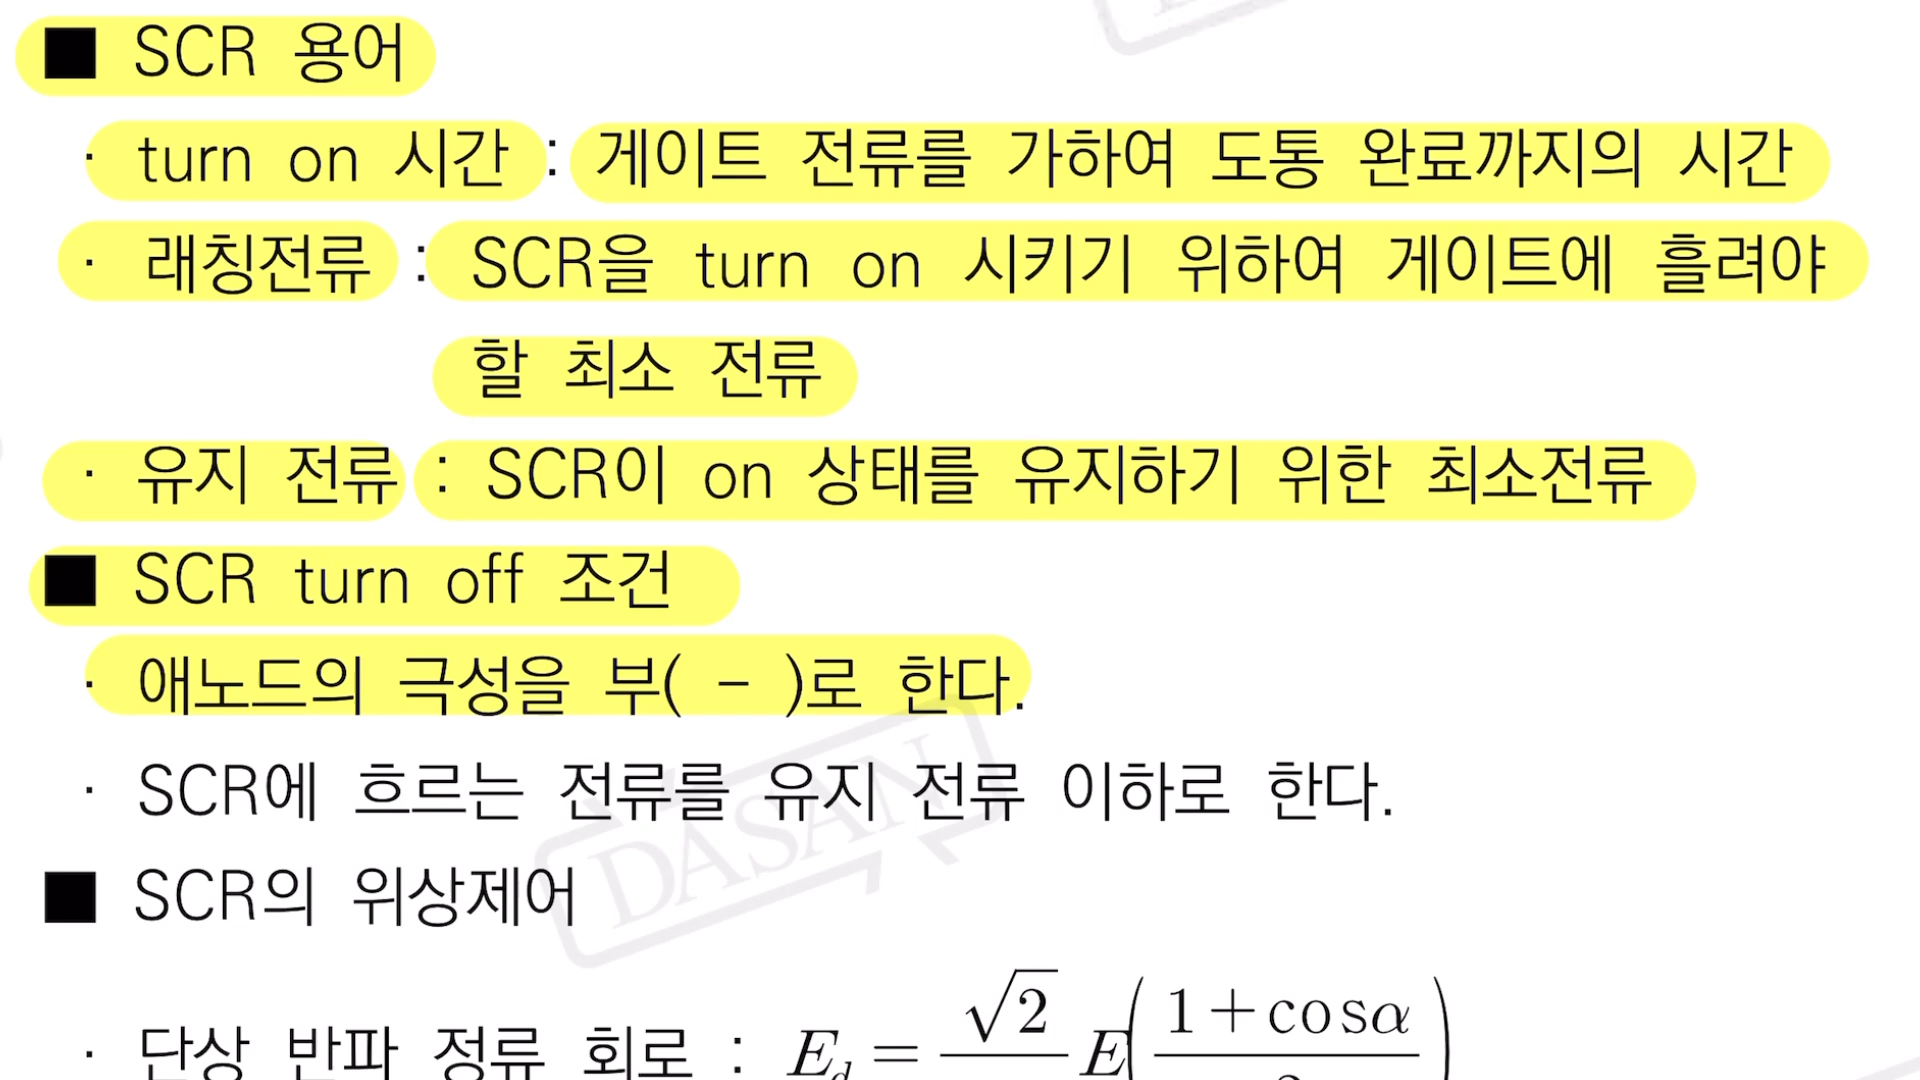 ■ SCR 용어
· turn on 시간 : 게이트 전류를 가하여 도통 완료까지의 시간
· 래칭전류 : SCR을 turn on 시키기 위하여 게이트에 흘려야
할 최소 전류
· 유지 전류 : SCR이 on 상태를 유지하기 위한 최소전류
■ SCR turn off 조건
· 애노드의 극성을 부( - )로 한다.
· SCR에 흐르는 전류를 유지 전류 이하로 한다.
DASAN
■ SCR의 위상제어
· 단상 반파 정류 회로 : E_d = √2 E(1+cosα